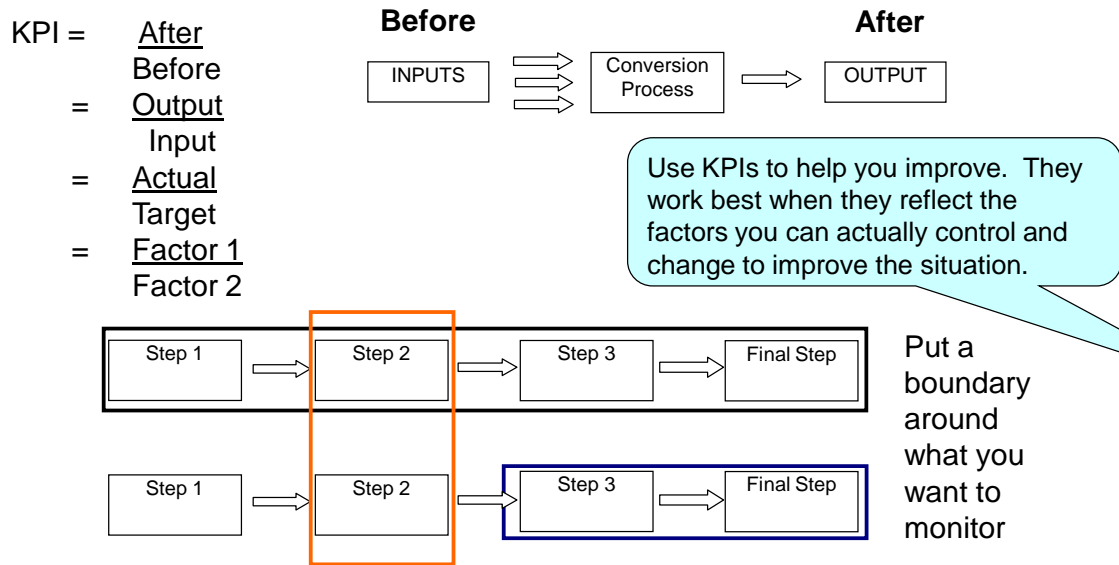 KPI = After
Before
= Output
Input
= Actual
Target
= Factor 1
Factor 2
Before
After
INPUTS
Conversion
Process
OUTPUT
Use KPIs to help you improve. They
work best when they reflect the
factors you can actually control and
change to improve the situation.
Step 1
Step 2
Step 3
Final Step
Step 1
Step 2
Step 3
Final Step
Put a
boundary
around
what you
want to
monitor